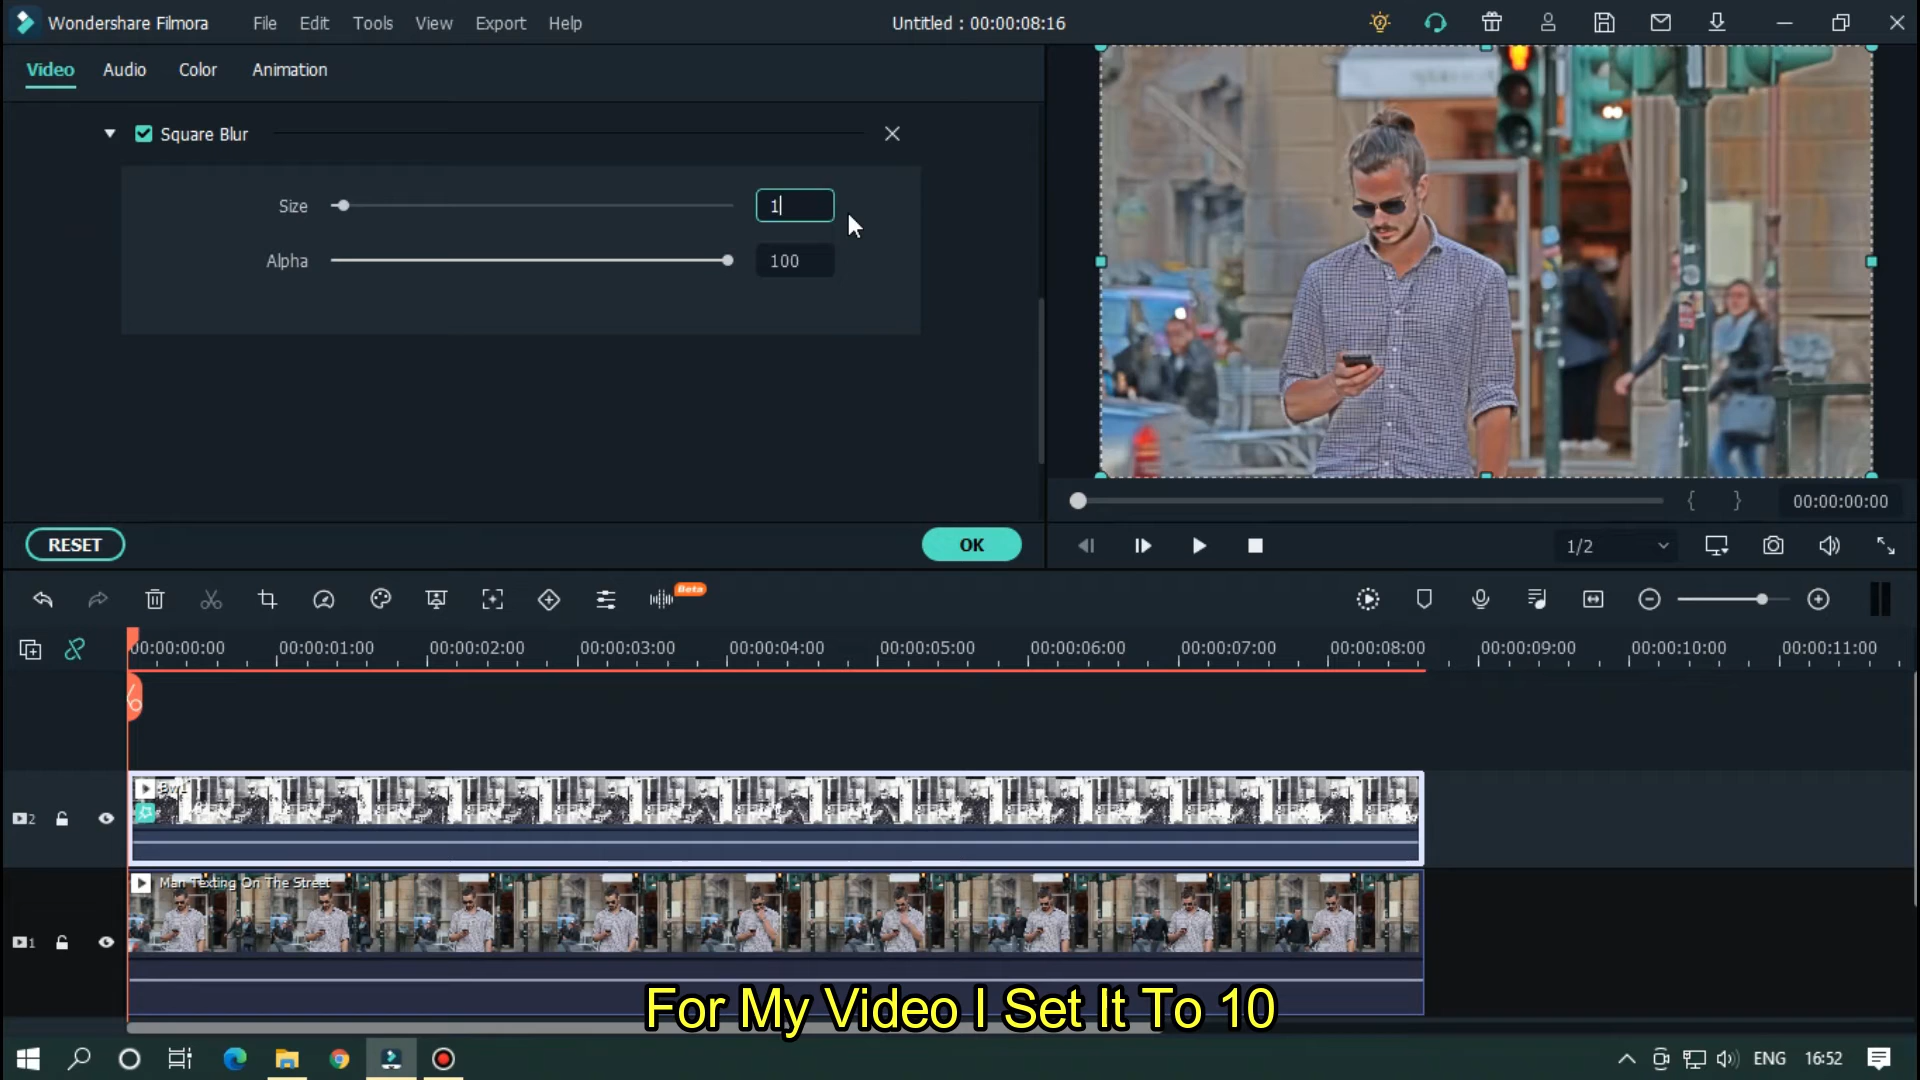 Wondershare Filmora
File
Edit
Tools
View
Export
Help
Untitled : 00:00:08:16
Video
Audio
Color
Animation
Square Blur
Size
1
Alpha
100
RESET
OK
00:00:00:00
1/2
Beta
00:00:00:00
00:00:01:00
00:00:02:00
00:00:03:00
00:00:04:00
00:00:05:00
00:00:06:00
00:00:07:00
00:00:08:00
00:00:09:00
00:00:10:00
00:00:11:00
2
Man Texting On The Street
1
For My Video I Set It To 10
ENG
16:52